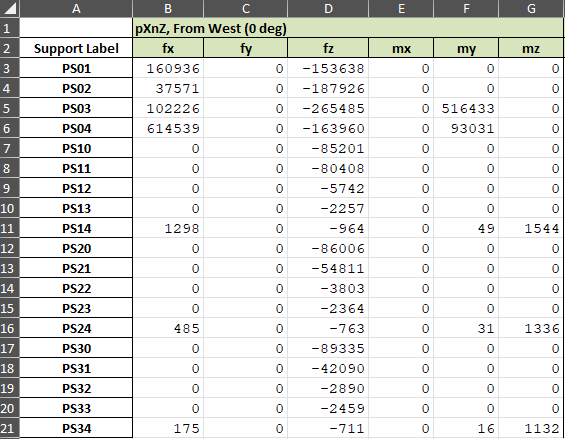 A B C D E F G
1 pXnZ, From West (0 deg)
2 Support Label fx fy fz mx my mz
3 PS01 160936 0 -153638 0 0 0
4 PS02 37571 0 -187926 0 0 0
5 PS03 102226 0 -265485 0 516433 0
6 PS04 614539 0 -163960 0 93031 0
7 PS10 0 0 -85201 0 0 0
8 PS11 0 0 -80408 0 0 0
9 PS12 0 0 -5742 0 0 0
10 PS13 0 0 -2257 0 0 0
11 PS14 1298 0 -964 0 49 1544
12 PS20 0 0 -86006 0 0 0
13 PS21 0 0 -54811 0 0 0
14 PS22 0 0 -3803 0 0 0
15 PS23 0 0 -2364 0 0 0
16 PS24 485 0 -763 0 31 1336
17 PS30 0 0 -89335 0 0 0
18 PS31 0 0 -42090 0 0 0
19 PS32 0 0 -2890 0 0 0
20 PS33 0 0 -2459 0 0 0
21 PS34 175 0 -711 0 16 1132